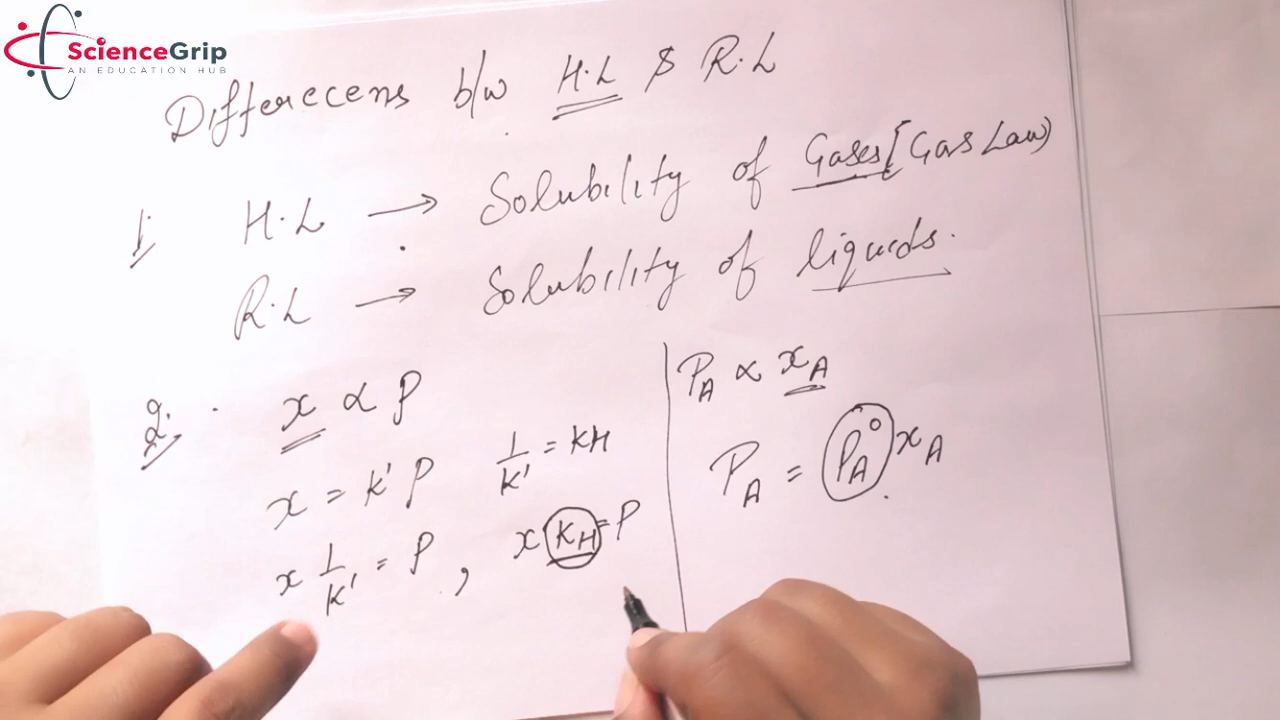 ScienceGrip
AN EDUCATION HUB
Differecens b/w H.L & R.L
1. H.L → Solubility of Gases [Gas Law)
R.L → Solubility of liquids.
2. x ∝ P
x = K' P 1/K' = KH
x 1/K' = P , x KH = P
PA ∝ xA
PA = PA° xA